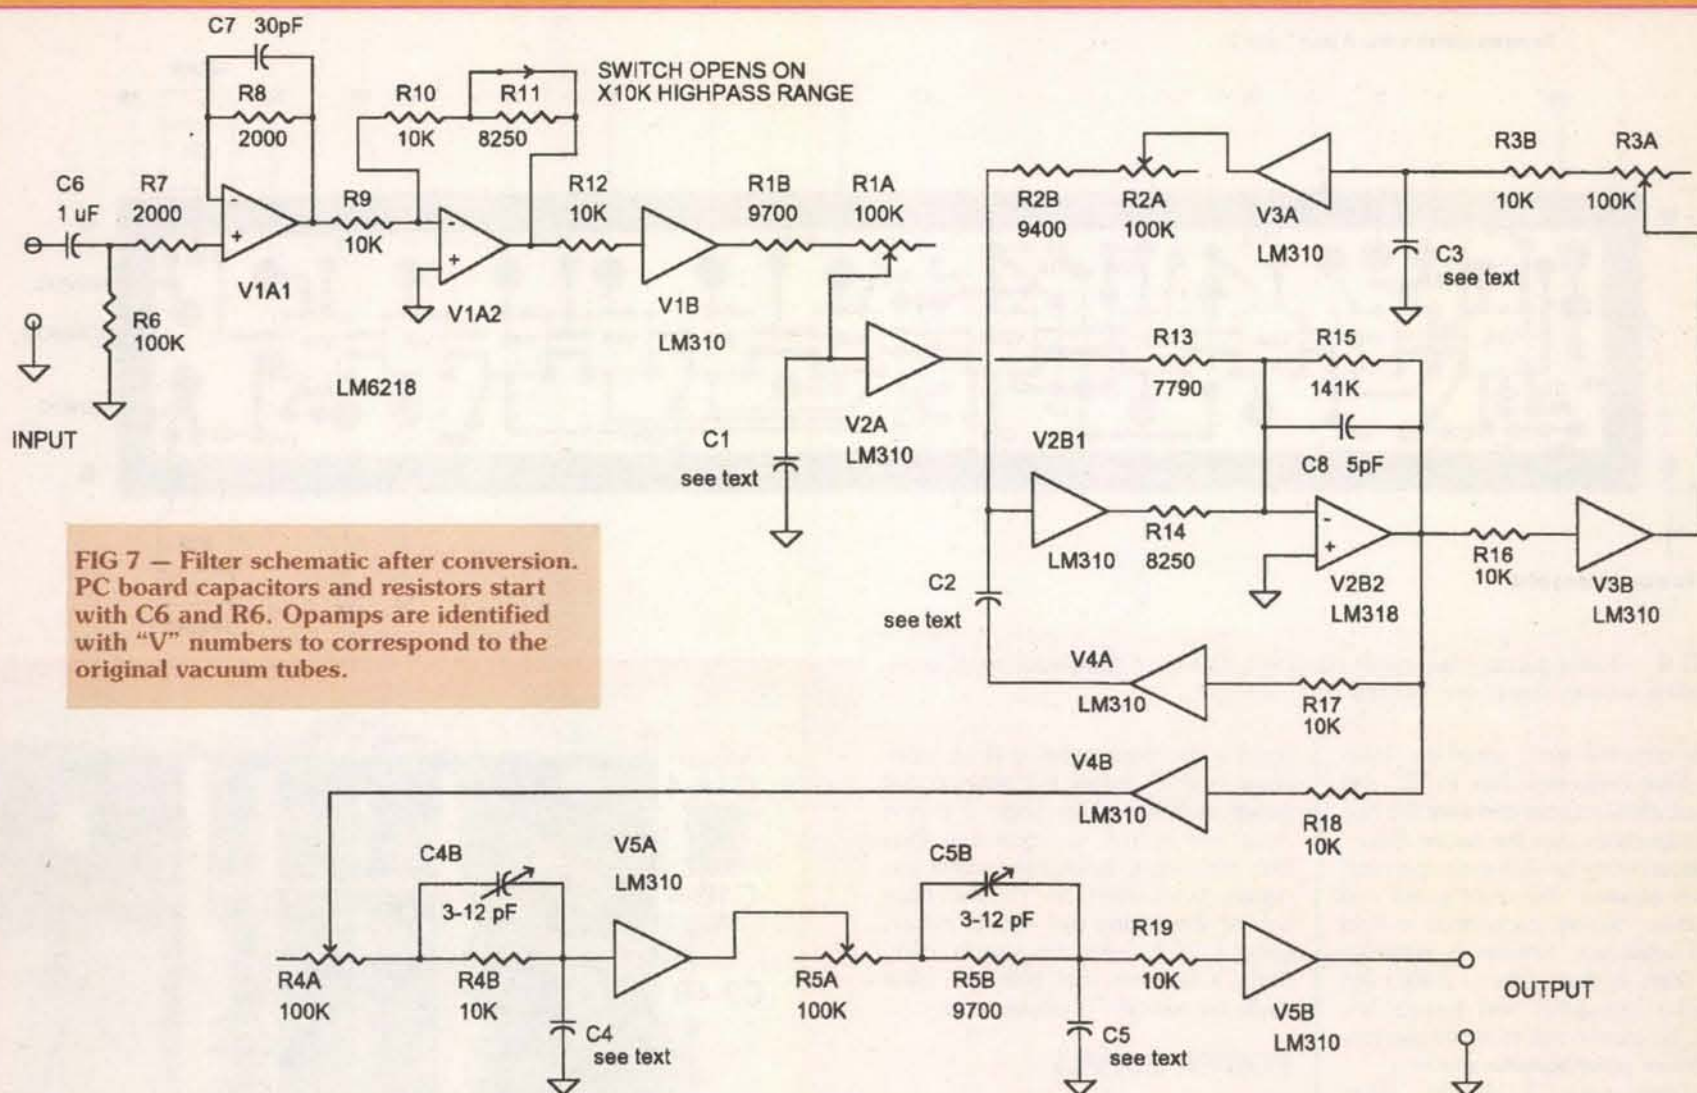 C7 30pF
R8
2000
C6
1 uF
R7
2000
R6
100K
INPUT
V1A1
R9
10K
R10
10K
R11
8250
SWITCH OPENS ON
X10K HIGHPASS RANGE
V1A2
LM6218
R12
10K
V1B
LM310
R1B
9700
R1A
100K
C1
see text
V2A
LM310
R2B
9400
R2A
100K
V3A
LM310
C3
see text
R3B
10K
R3A
100K
R13
7790
R15
141K
C8 5pF
V2B1
LM310
R14
8250
V2B2
LM318
C2
see text
R16
10K
V3B
LM310
V4A
LM310
R17
10K
V4B
LM310
R18
10K
FIG 7 — Filter schematic after conversion.
PC board capacitors and resistors start
with C6 and R6. Opamps are identified
with “V” numbers to correspond to the
original vacuum tubes.
R4A
100K
C4B
3-12 pF
R4B
10K
C4
see text
V5A
LM310
R5A
100K
C5B
3-12 pF
R5B
9700
C5
see text
R19
10K
V5B
LM310
OUTPUT